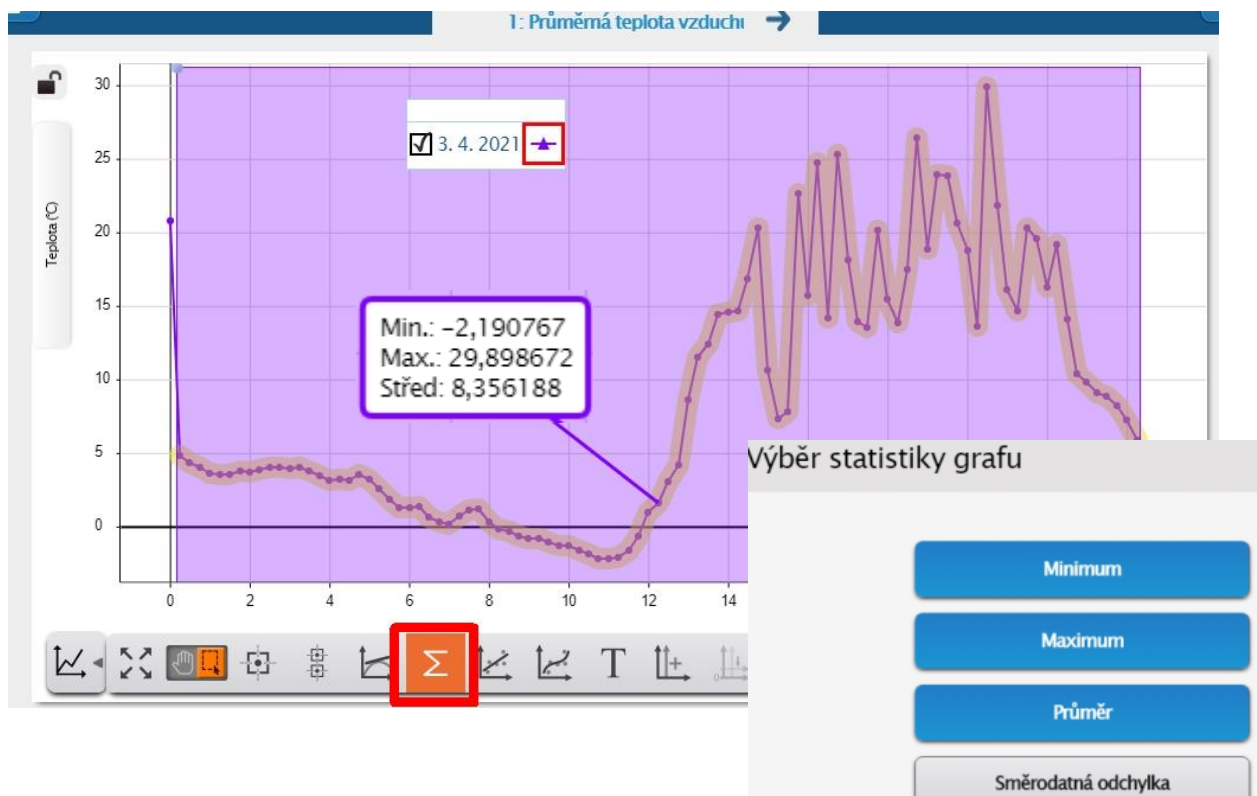 1: Průměrná teplota vzduchu
30
25
20
15
10
5
0
Teplota (°C)
3. 4. 2021
Min.: –2,190767
Max.: 29,898672
Střed: 8,356188
0 2 4 6 8 10 12 14
Σ T
Výběr statistiky grafu
Minimum
Maximum
Průměr
Směrodatná odchylka